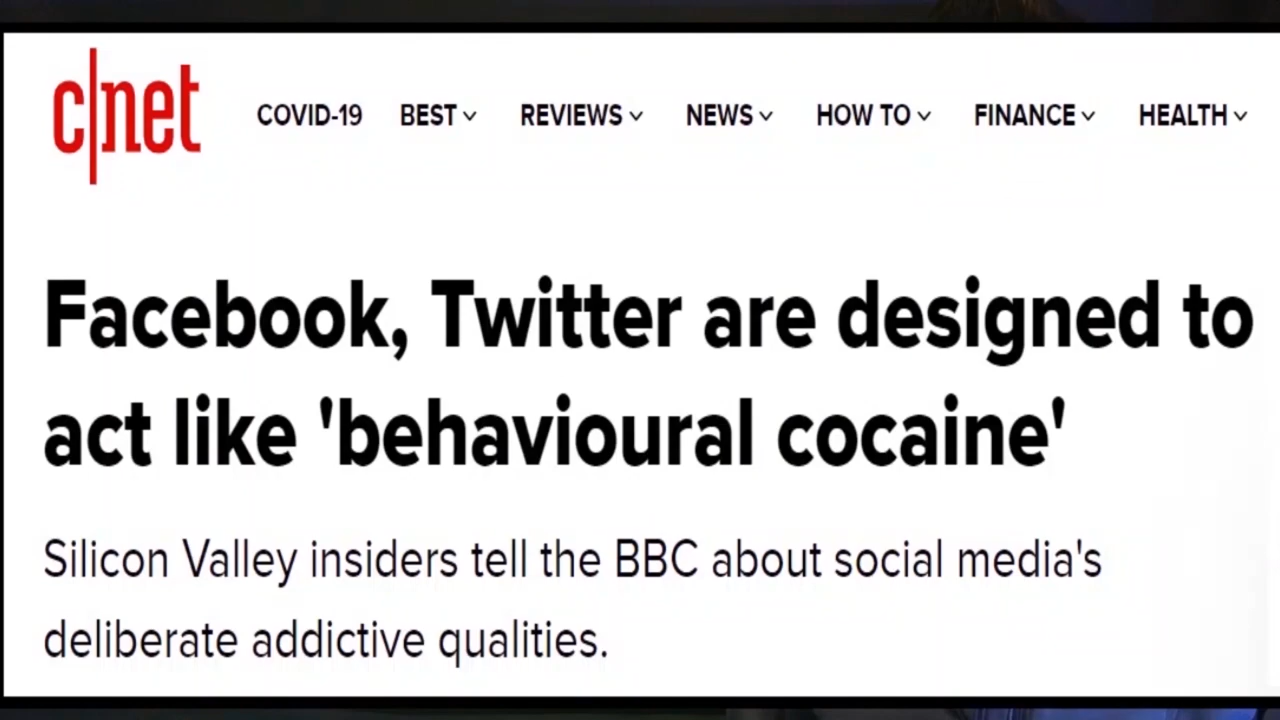 c|net COVID-19 BEST REVIEWS NEWS HOW TO FINANCE HEALTH
Facebook, Twitter are designed to
act like 'behavioural cocaine'
Silicon Valley insiders tell the BBC about social media's
deliberate addictive qualities.